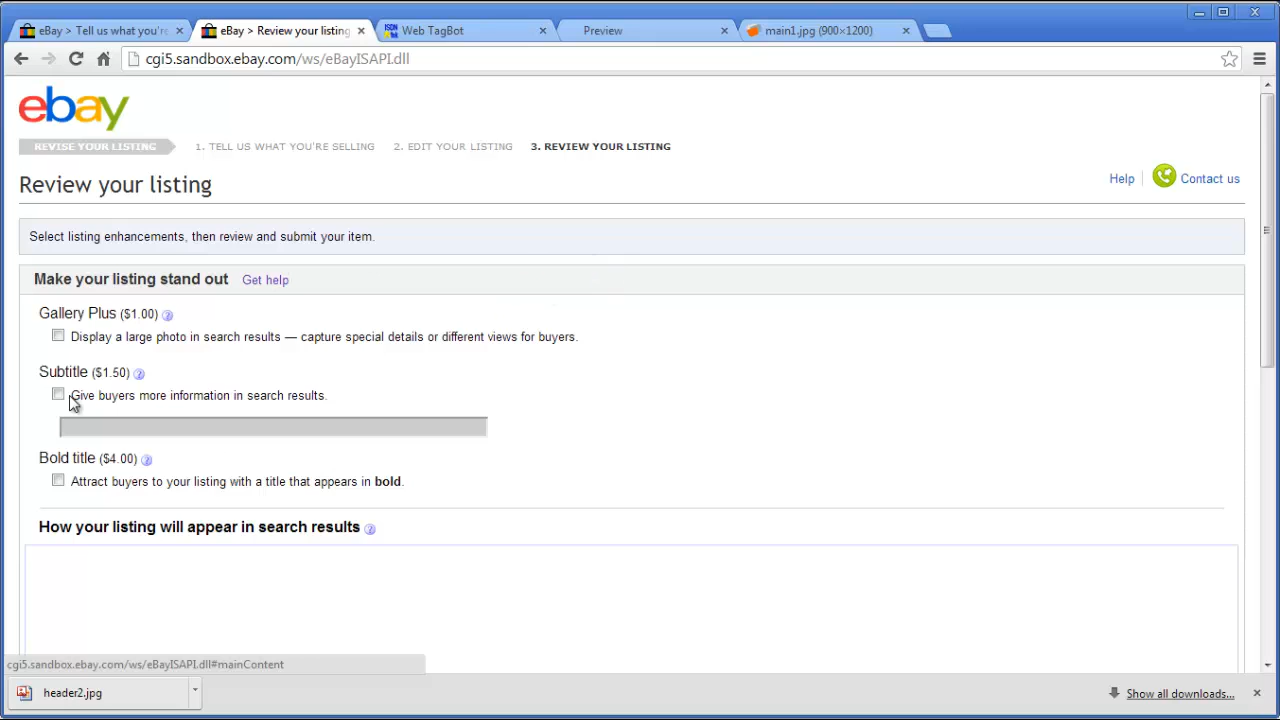 eBay > Tell us what you're
eBay > Review your listing
Web TagBot
Preview
main1.jpg (900×1200)
cgi5.sandbox.ebay.com/ws/eBayISAPI.dll
ebay
REVISE YOUR LISTING 1. TELL US WHAT YOU'RE SELLING 2. EDIT YOUR LISTING 3. REVIEW YOUR LISTING
Review your listing
Help Contact us
Select listing enhancements, then review and submit your item.
Make your listing stand out Get help
Gallery Plus ($1.00) ?
Display a large photo in search results — capture special details or different views for buyers.
Subtitle ($1.50) ?
Give buyers more information in search results.
Bold title ($4.00) ?
Attract buyers to your listing with a title that appears in bold.
How your listing will appear in search results ?
cgi5.sandbox.ebay.com/ws/eBayISAPI.dll#mainContent
header2.jpg
Show all downloads...